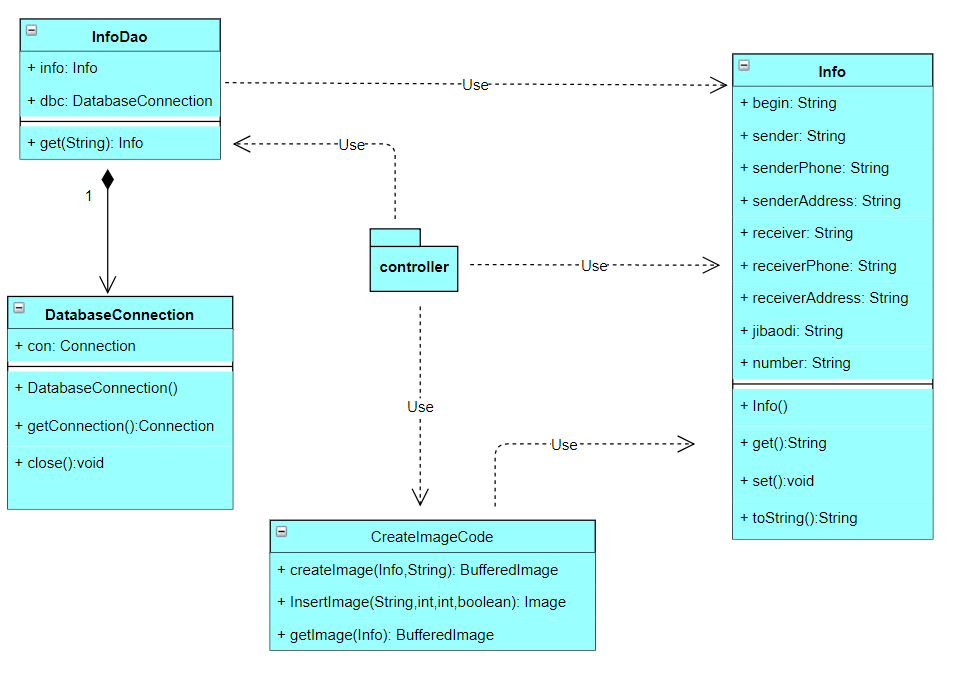 InfoDao
+ info: Info
+ dbc: DatabaseConnection
+ get(String): Info
Use
Use
1
controller
Use
Use
Use
DatabaseConnection
+ con: Connection
+ DatabaseConnection()
+ getConnection():Connection
+ close():void
CreateImageCode
+ createImage(Info,String): BufferedImage
+ InsertImage(String,int,int,boolean): Image
+ getImage(Info): BufferedImage
Info
+ begin: String
+ sender: String
+ senderPhone: String
+ senderAddress: String
+ receiver: String
+ receiverPhone: String
+ receiverAddress: String
+ jibaodi: String
+ number: String
+ Info()
+ get():String
+ set():void
+ toString():String